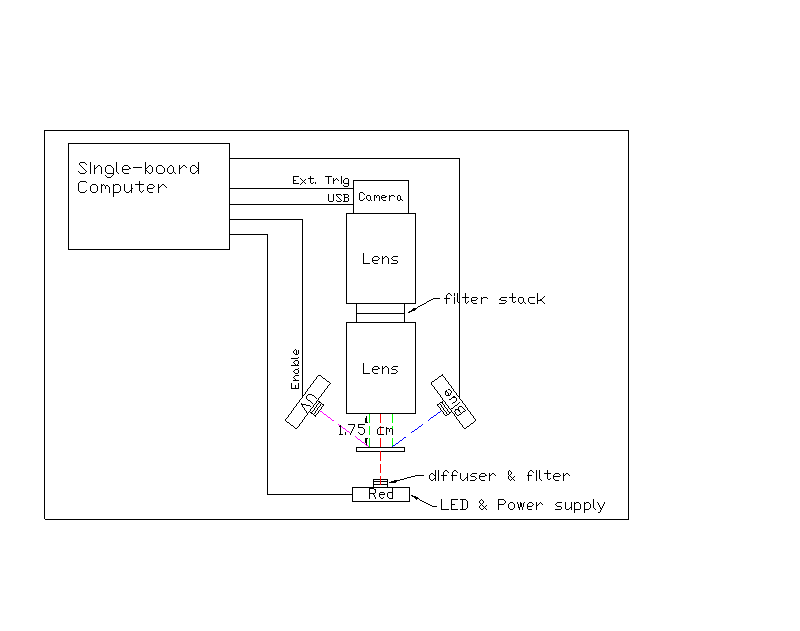 Single-board
Computer
Ext. Trig
USB
Camera
Lens
filter stack
Enable
Lens
UV
Blue
1.75 cm
diffuser & filter
Red
LED & Power supply